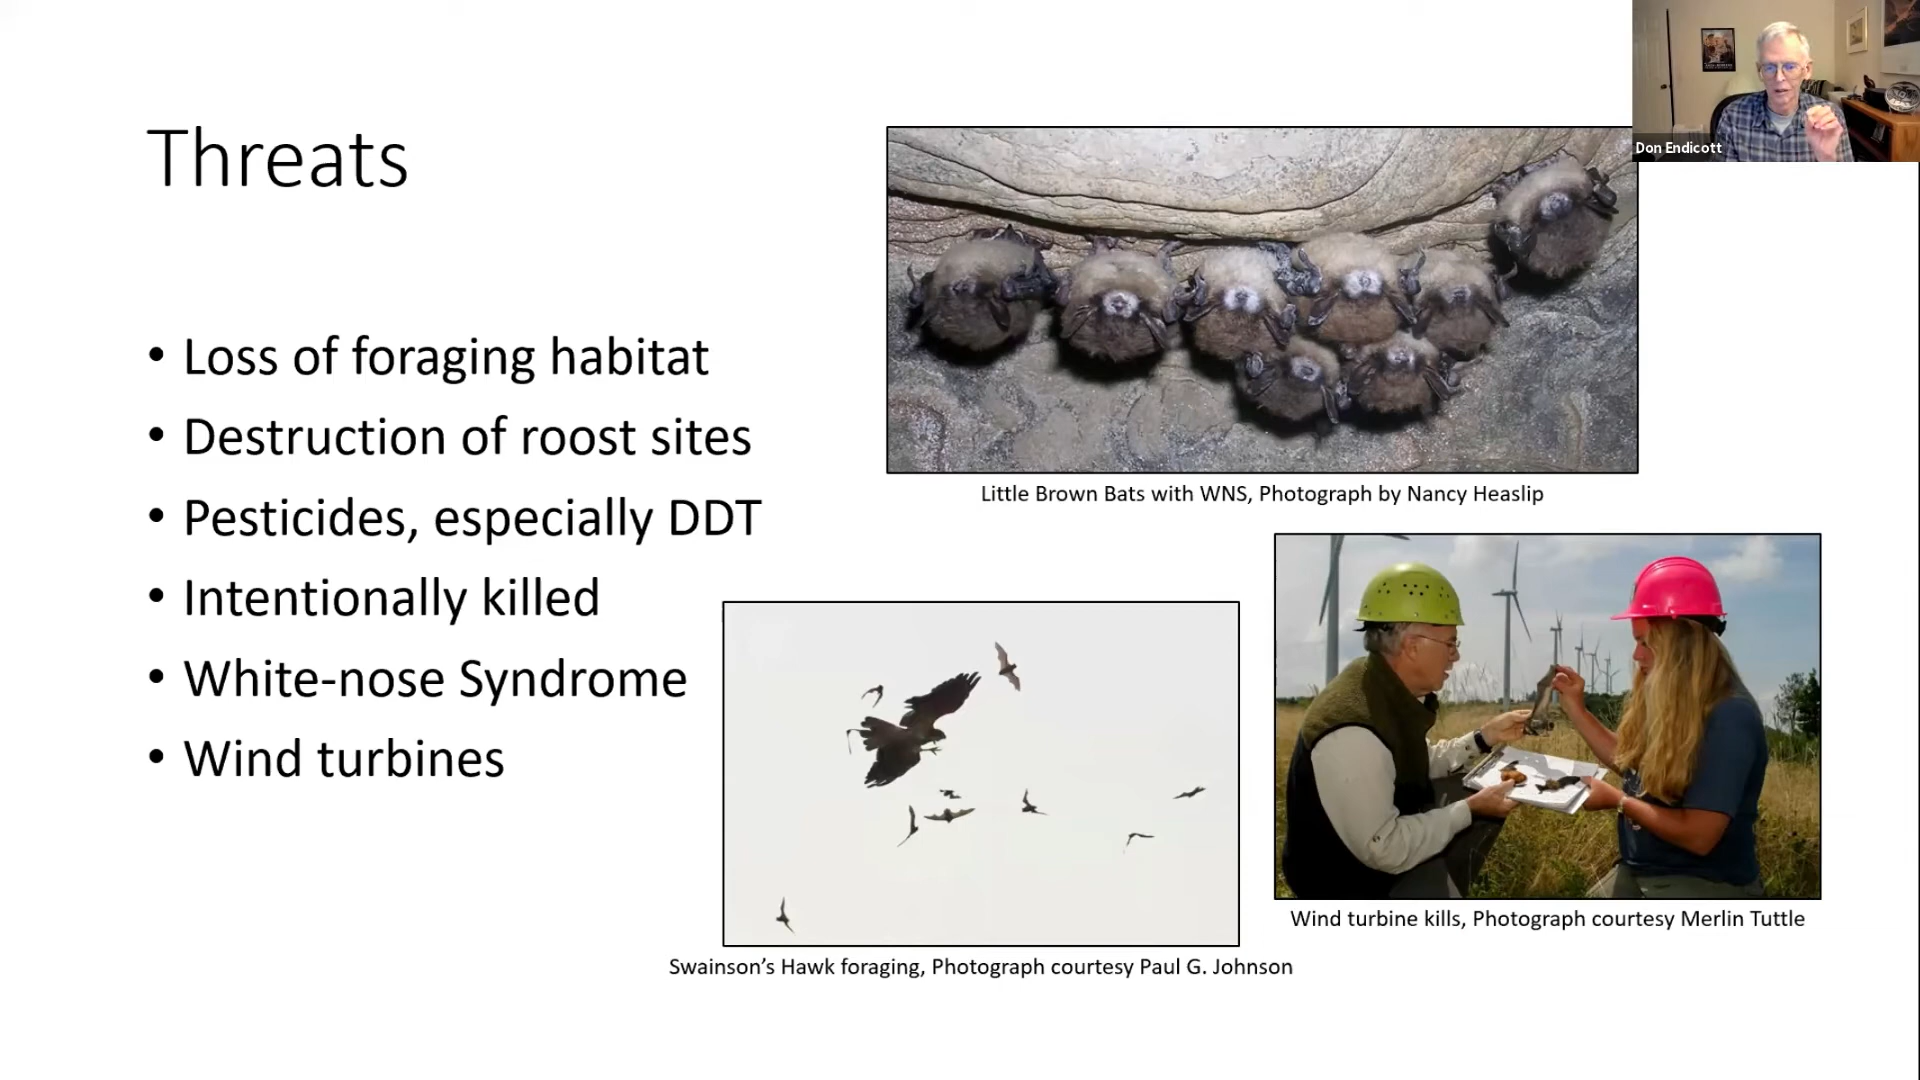 Threats
• Loss of foraging habitat
• Destruction of roost sites
• Pesticides, especially DDT
• Intentionally killed
• White-nose Syndrome
• Wind turbines
Don Endicott
Little Brown Bats with WNS, Photograph by Nancy Heaslip
Wind turbine kills, Photograph courtesy Merlin Tuttle
Swainson’s Hawk foraging, Photograph courtesy Paul G. Johnson